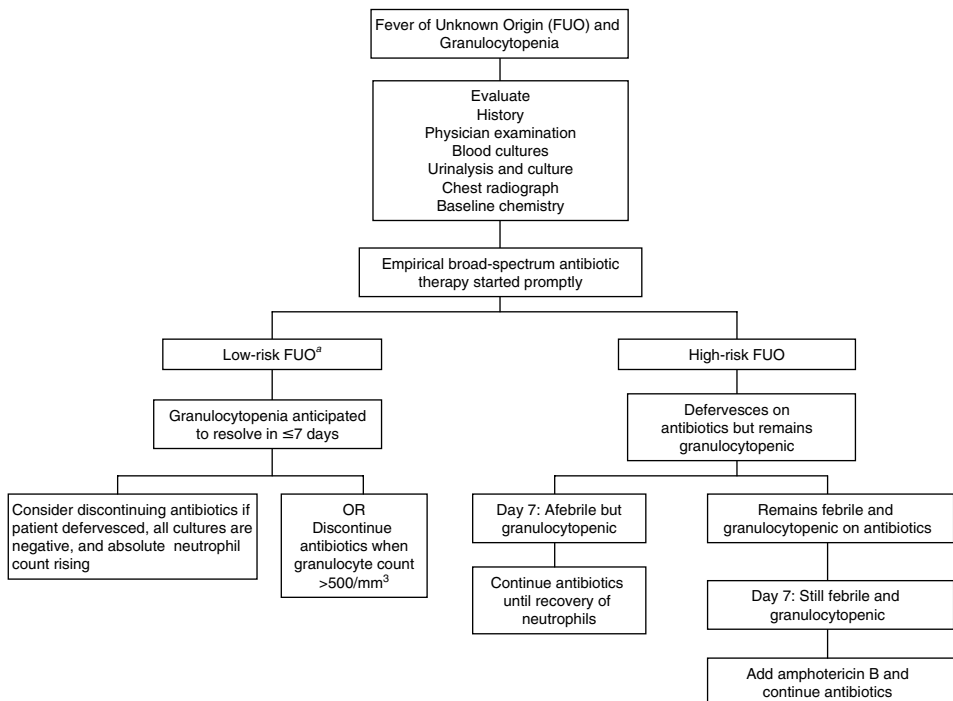 Fever of Unknown Origin (FUO) and
Granulocytopenia
Evaluate
History
Physician examination
Blood cultures
Urinalysis and culture
Chest radiograph
Baseline chemistry
Empirical broad-spectrum antibiotic
therapy started promptly
Low-risk FUOᵃ
High-risk FUO
Granulocytopenia anticipated
to resolve in ≤7 days
Defervesces on
antibiotics but remains
granulocytopenic
Consider discontinuing antibiotics if
patient defervesced, all cultures are
negative, and absolute neutrophil
count rising
OR
Discontinue
antibiotics when
granulocyte count
>500/mm³
Day 7: Afebrile but
granulocytopenic
Remains febrile and
granulocytopenic on antibiotics
Continue antibiotics
until recovery of
neutrophils
Day 7: Still febrile and
granulocytopenic
Add amphotericin B and
continue antibiotics